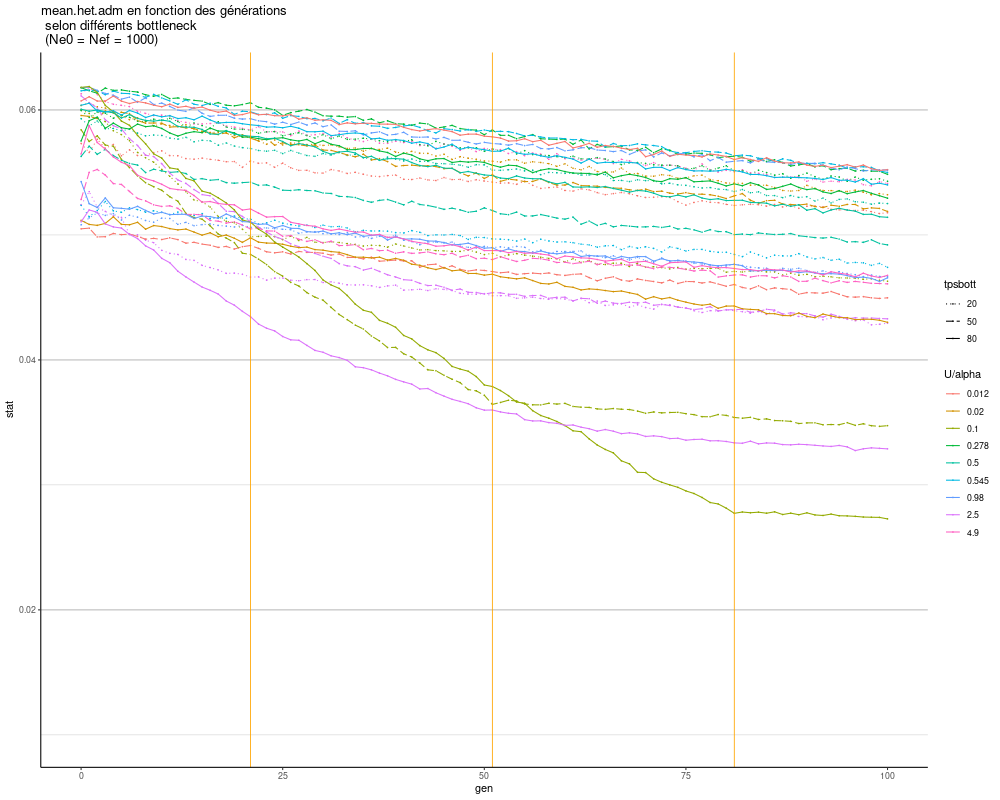 mean.het.adm en fonction des générations
selon différents bottleneck
(Ne0 = Nef = 1000)
stat
0.06
0.04
0.02
0
25
50
75
100
gen
tpsbott
20
50
80
U/alpha
0.012
0.02
0.1
0.278
0.5
0.545
0.98
2.5
4.9